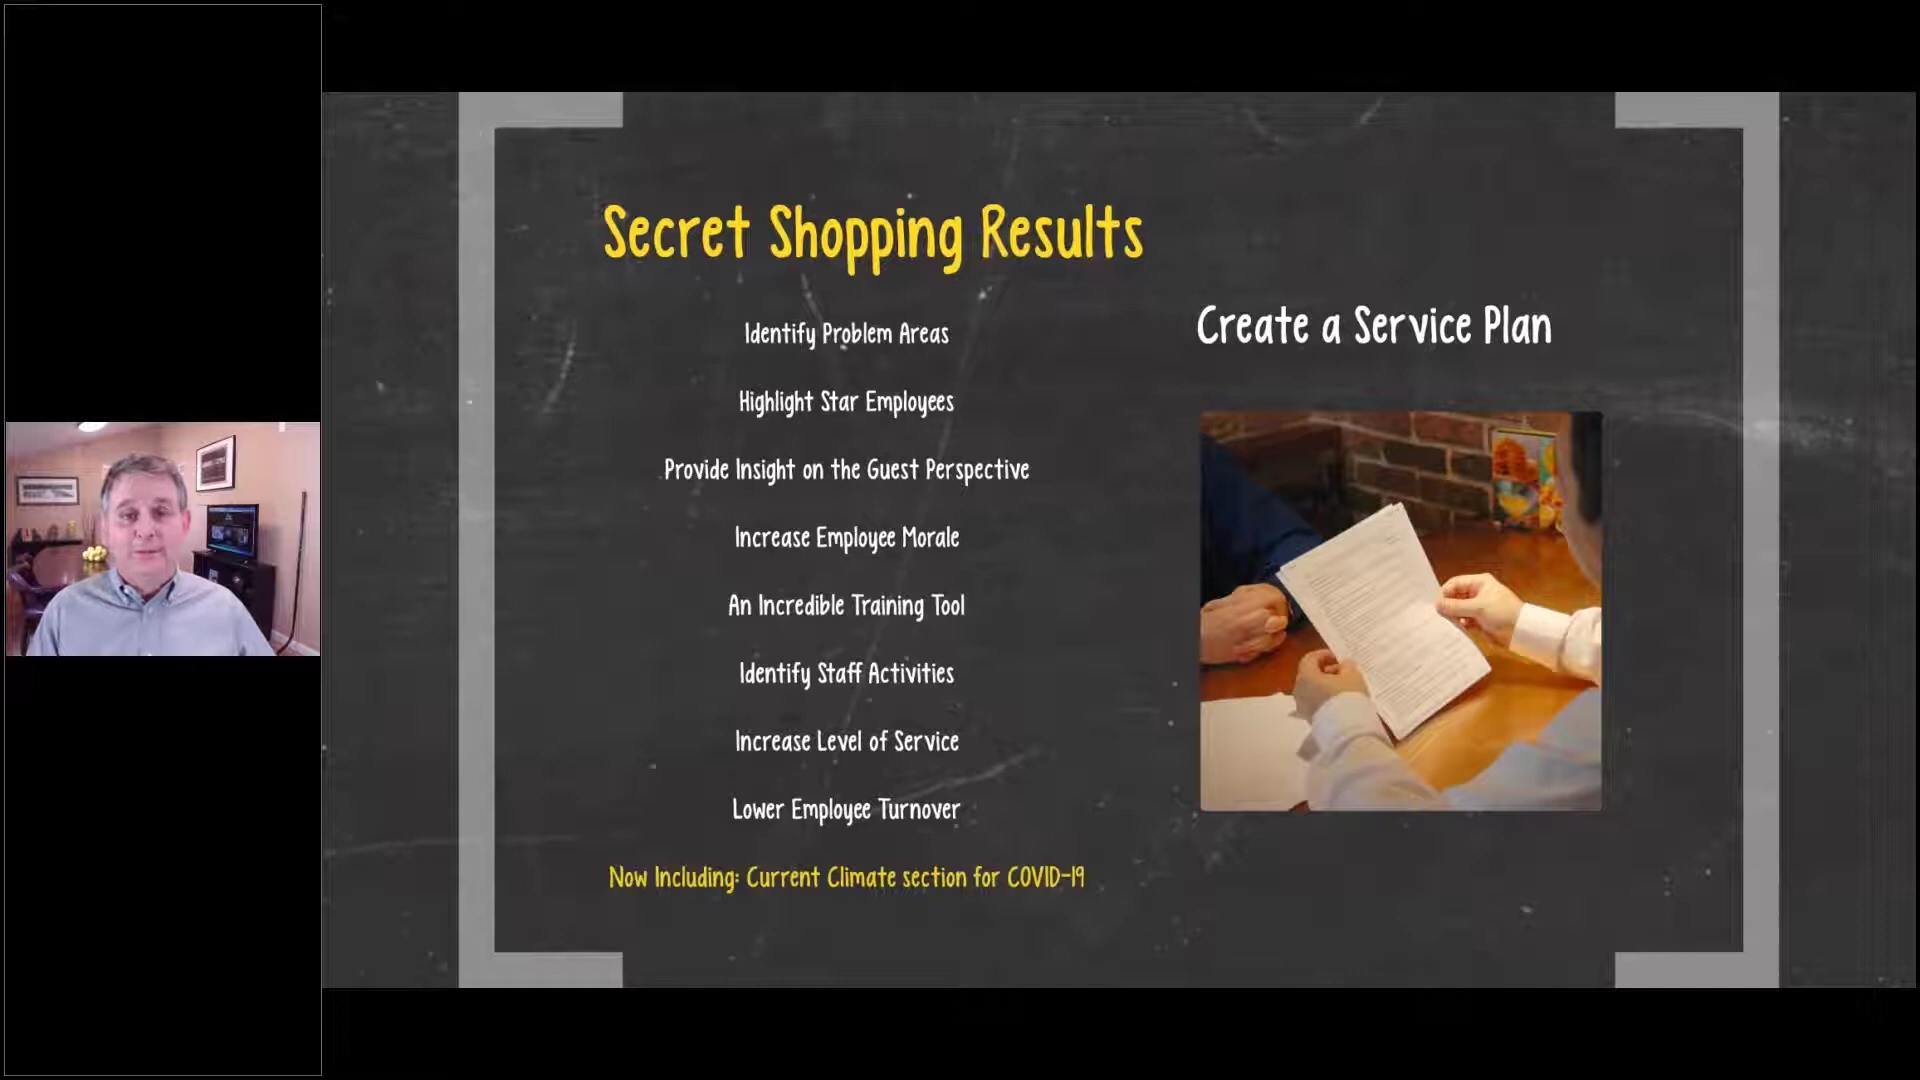 Secret Shopping Results
Identify Problem Areas
Highlight Star Employees
Provide Insight on the Guest Perspective
Increase Employee Morale
An Incredible Training Tool
Identify Staff Activities
Increase Level of Service
Lower Employee Turnover
Now Including: Current Climate section for COVID-19
Create a Service Plan